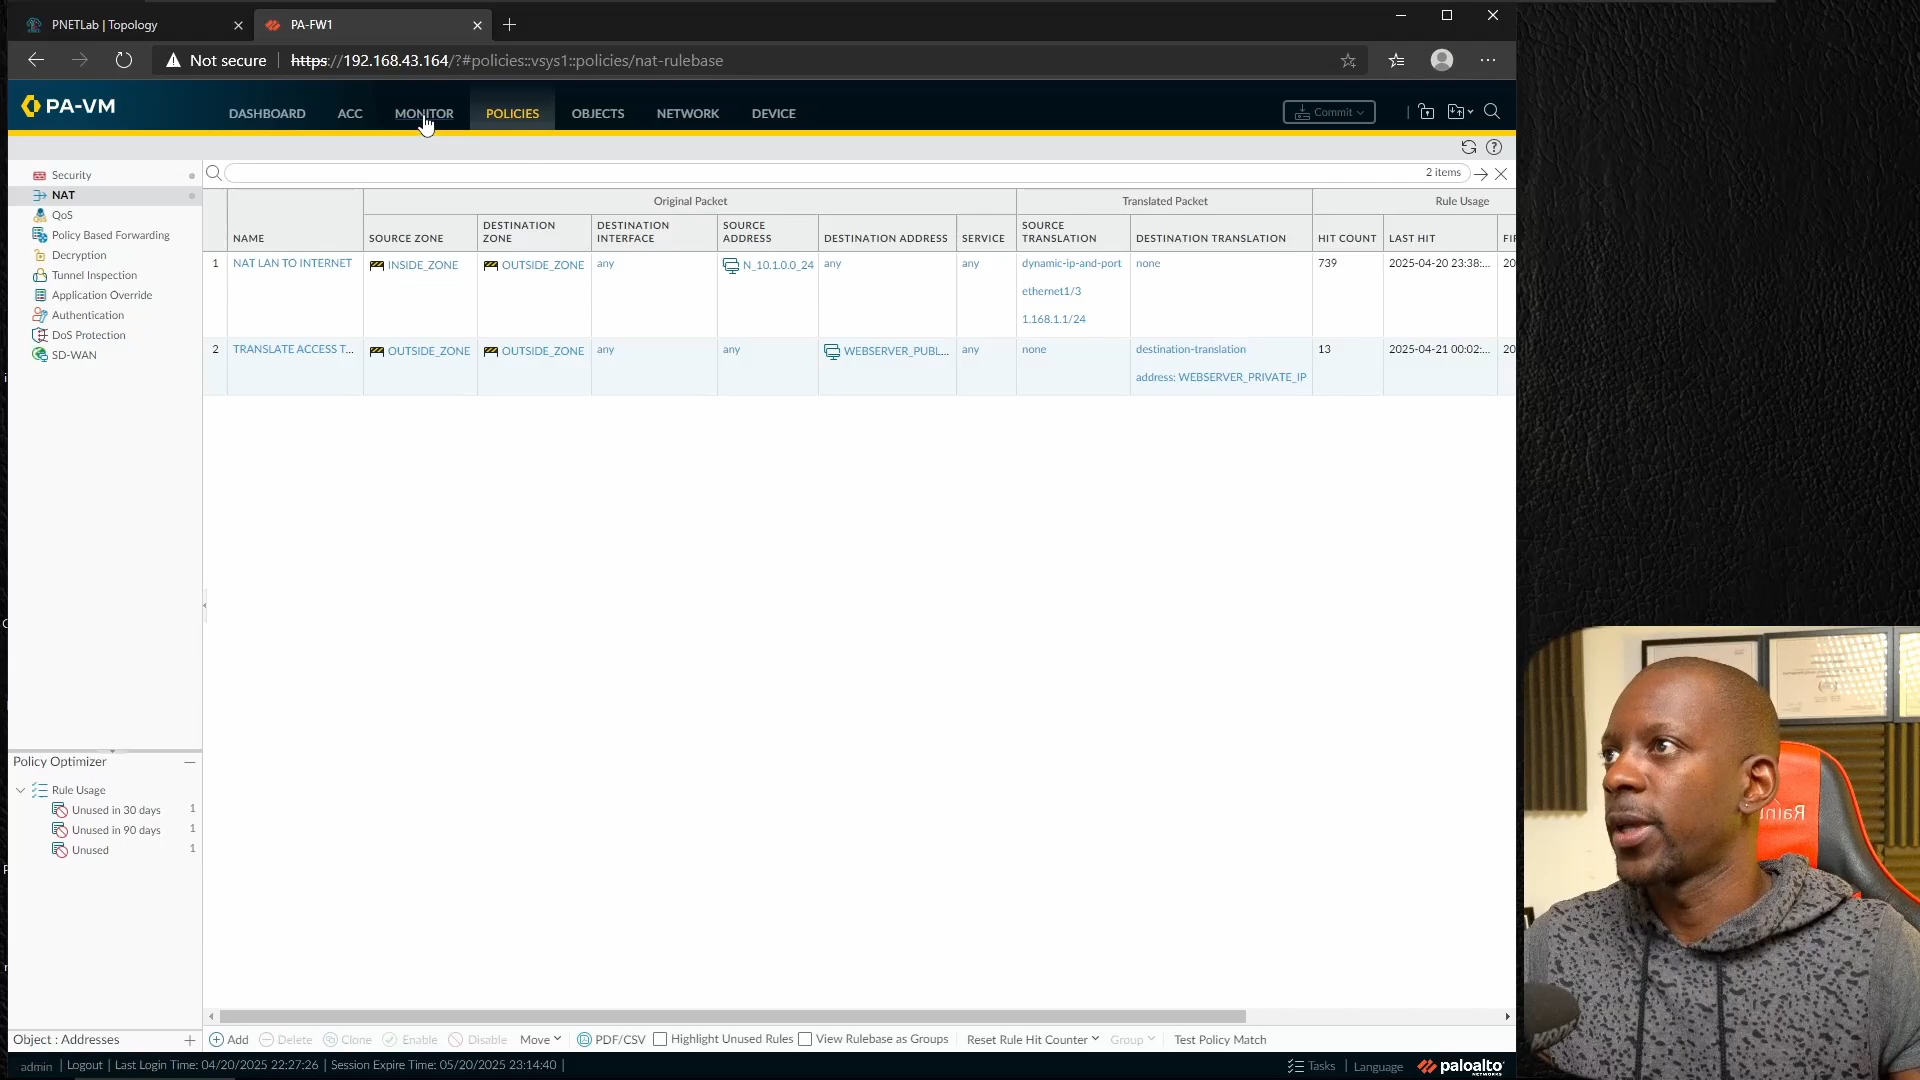 PNETLab | Topology
PA-FW1
Not secure https://192.168.43.164/?#policies::vsys1::policies/nat-rulebase
PA-VM
DASHBOARD ACC MONITOR POLICIES OBJECTS NETWORK DEVICE
Commit
Security
NAT
QoS
Policy Based Forwarding
Decryption
Tunnel Inspection
Application Override
Authentication
DoS Protection
SD-WAN
2 items
Original Packet Translated Packet Rule Usage
NAME SOURCE ZONE DESTINATION ZONE DESTINATION INTERFACE SOURCE ADDRESS DESTINATION ADDRESS SERVICE SOURCE TRANSLATION DESTINATION TRANSLATION HIT COUNT LAST HIT
1 NAT LAN TO INTERNET INSIDE_ZONE OUTSIDE_ZONE any N_10.1.0.0_24 any any dynamic-ip-and-port none 739 2025-04-20 23:38:... 20
ethernet1/3
1.168.1.1/24
2 TRANSLATE ACCESS T... OUTSIDE_ZONE OUTSIDE_ZONE any any WEBSERVER_PUBL... any none destination-translation 13 2025-04-21 00:02:... 20
address: WEBSERVER_PRIVATE_IP
Policy Optimizer
Rule Usage
Unused in 30 days 1
Unused in 90 days 1
Unused 1
Object : Addresses
Add Delete Clone Enable Disable Move PDF/CSV Highlight Unused Rules View Rulebase as Groups Reset Rule Hit Counter Group Test Policy Match
admin | Logout | Last Login Time: 04/20/2025 22:27:26 | Session Expire Time: 05/20/2025 23:14:40 |
Tasks | Language paloalto NETWORKS